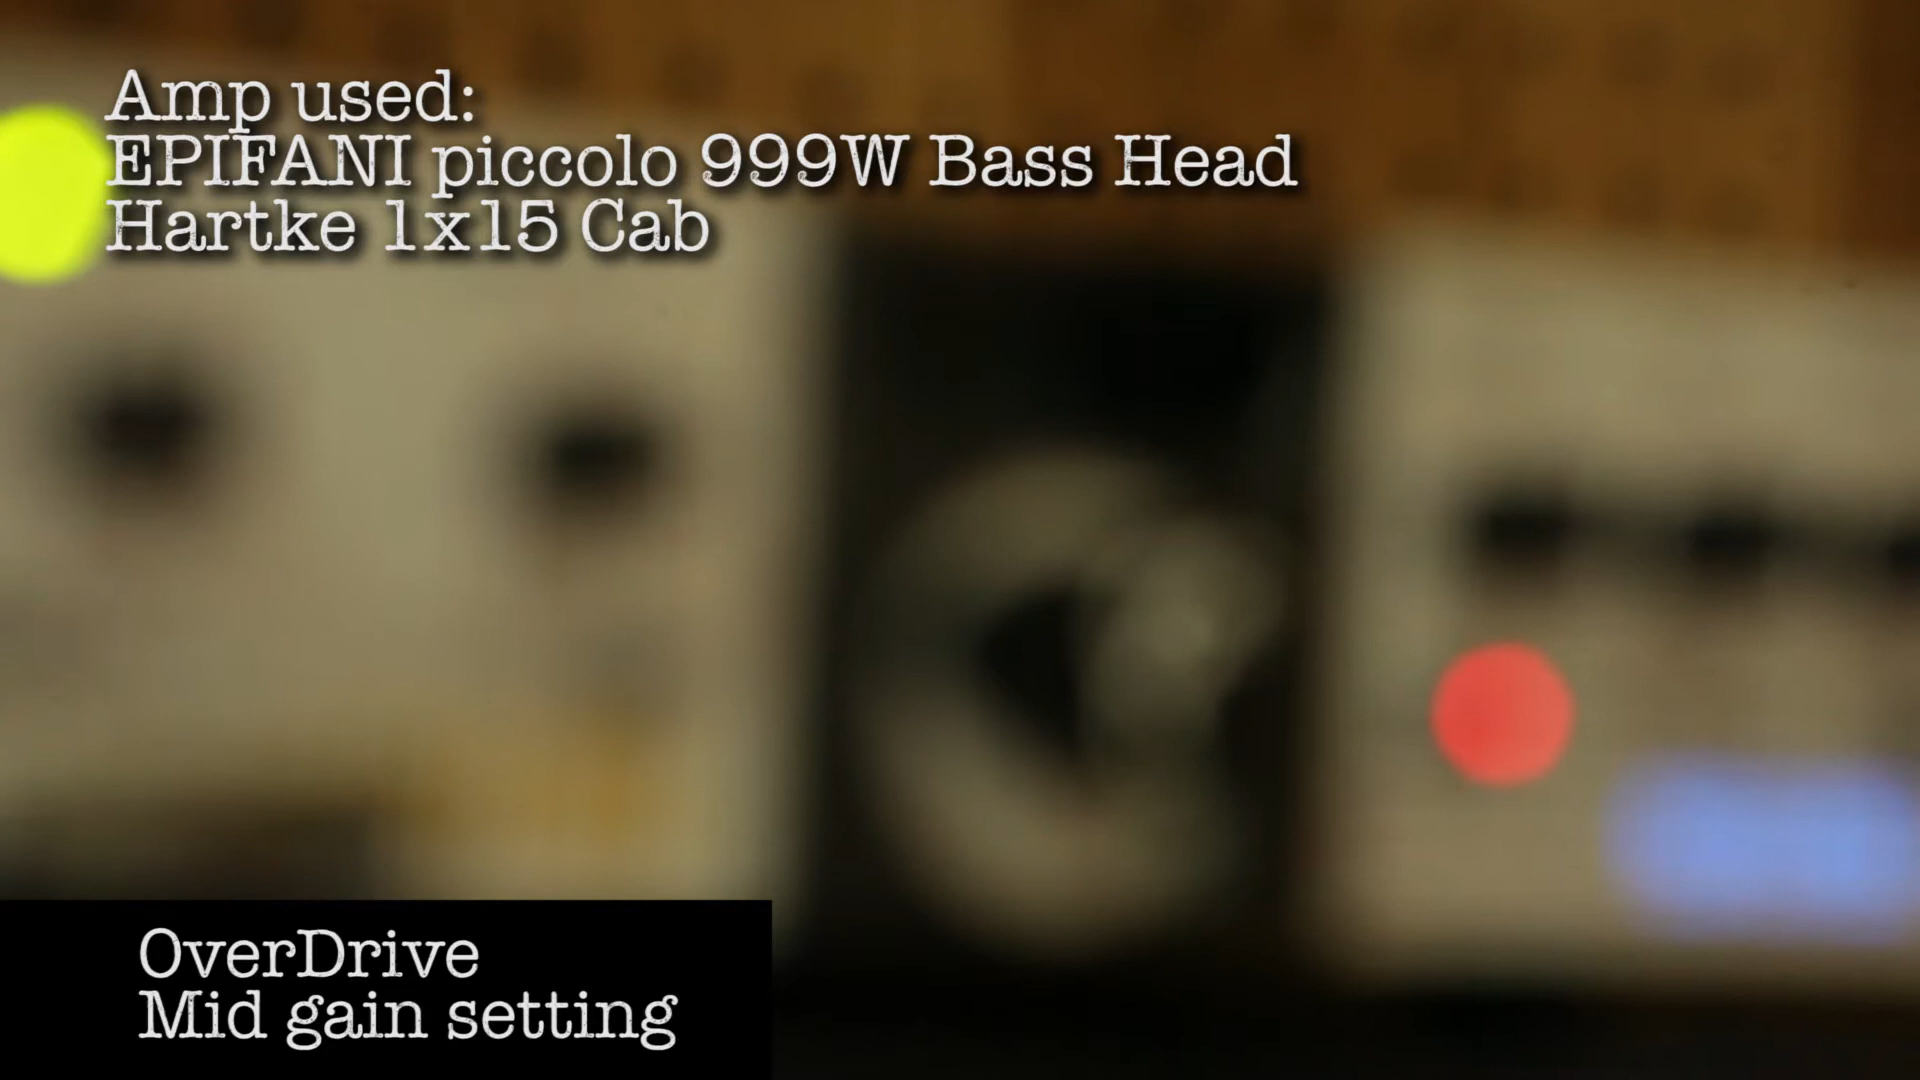 Amp used:
EPIFANI piccolo 999W Bass Head
Hartke 1x15 Cab
OverDrive
Mid gain setting